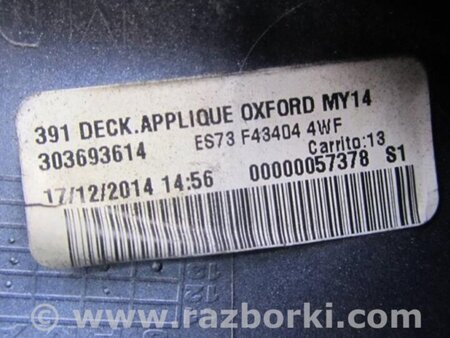 391 DECK.APPLIQUE OXFORD MY14
303693614 ES73 F43404 4WF
Carrito:13
17/12/2014 14:56 00000057378 S1
© www.razborki.com